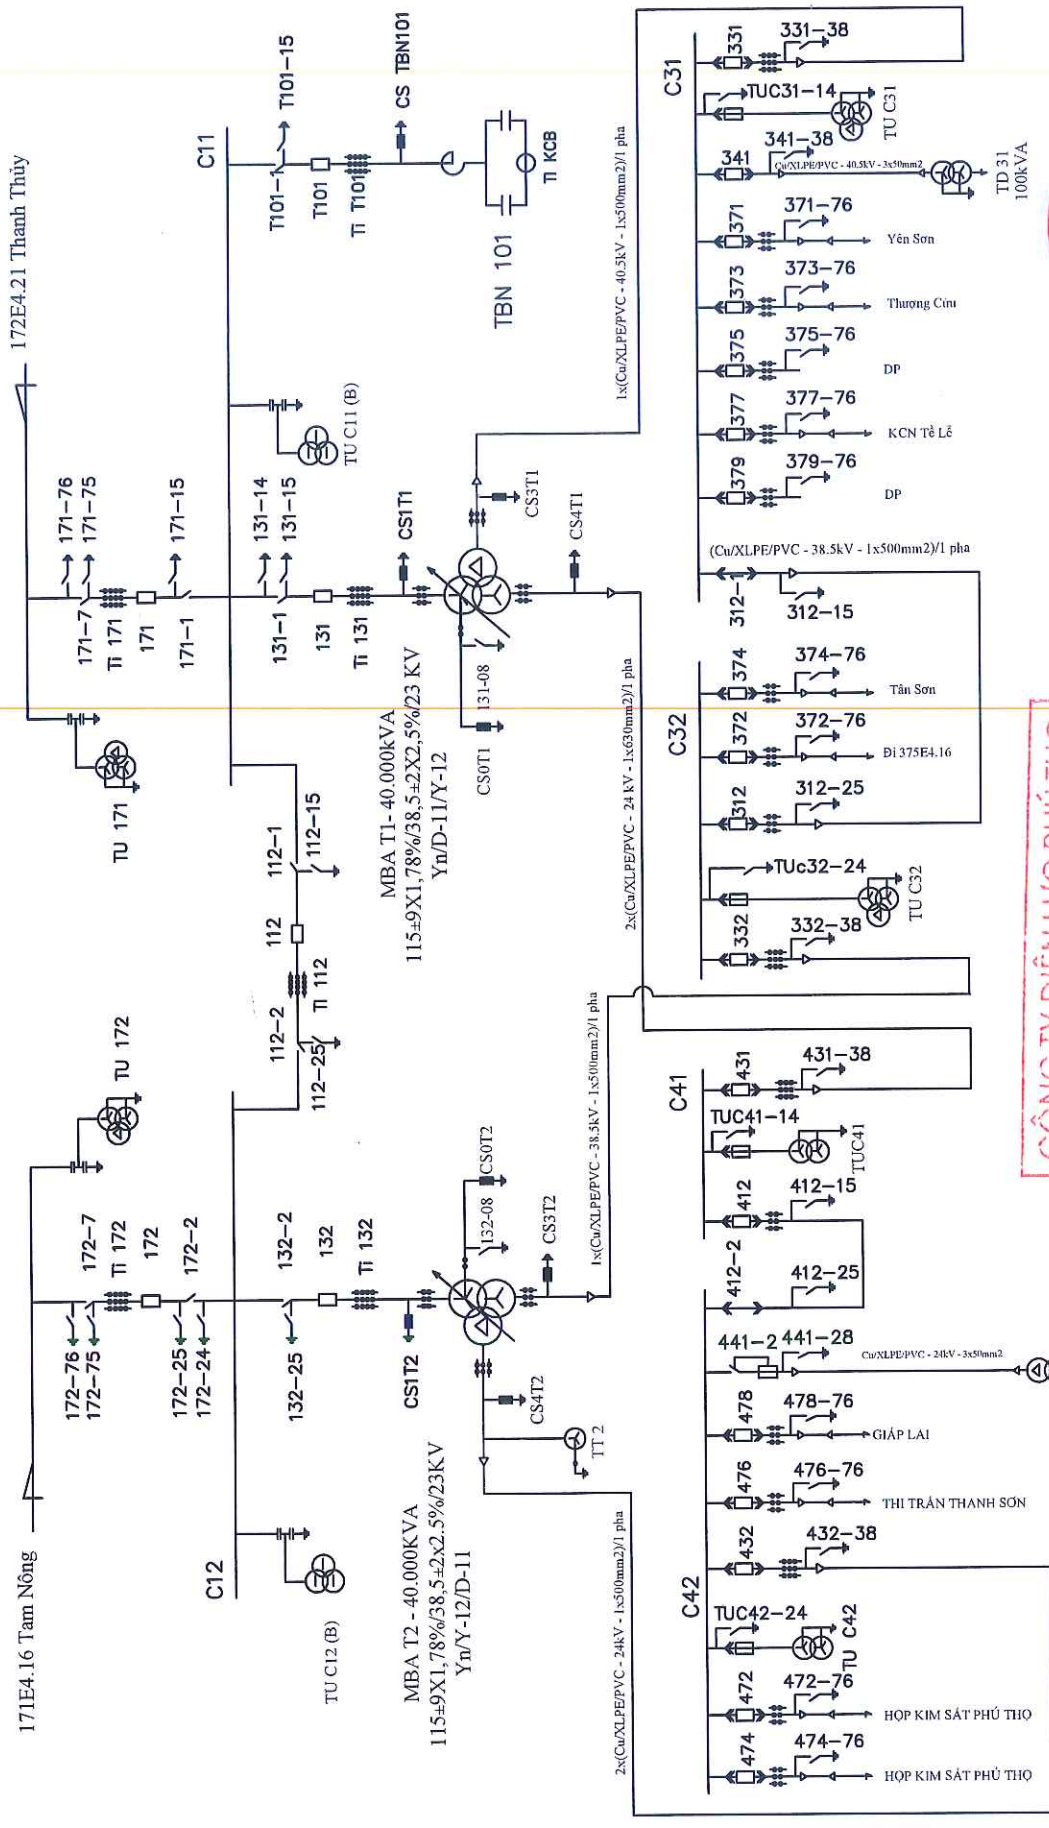 171E4.16 Tam Nông
TU 172
TU 171
172E4.21 Thanh Thủy
172-76
172-75
172-7
Ti 172
172
172-25
172-24
172-2
171-76
171-75
171-7
Ti 171
171
171-15
171-1
C12
C11
112-25
112-2
Ti 112
112
112-1
112-15
TU C12 (B)
TU C11 (B)
132-25
132-2
132
Ti 132
CS1T2
131-14
131-15
131-1
131
Ti 131
CS1T1
T101-15
T101-1
T101
Ti T101
CS TBN101
TBN 101
TI KCB
MBA T2 - 40.000KVA
115±9X1,78%/38,5±2x2.5%/23KV
Yn/Y-12/D-11
132-08
CS0T2
CS3T2
CS4T2
TT 2
MBA T1- 40.000kVA
115±9X1,78%/38,5±2X2,5%/23 KV
Yn/D-11/Y-12
CS0T1
131-08
CS3T1
CS4T1
2x(Cu/XLPE/PVC - 24kV - 1x500mm2)/1 pha
1x(Cu/XLPE/PVC - 38.5kV - 1x500mm2)/1 pha
2x(Cu/XLPE/PVC - 24 kV - 1x630mm2)/1 pha
1x(Cu/XLPE/PVC - 40.5kV - 1x500mm2)/1 pha
C42
C41
C32
C31
474
474-76
HỢP KIM SẮT PHÚ THỌ
472
472-76
HỢP KIM SẮT PHÚ THỌ
TUC42-24
TU C42
432
432-38
476
476-76
THI TRẤN THANH SƠN
478
478-76
GIÁP LAI
441-2
441-28
Cu/XLPE/PVC - 24kV - 3x50mm2
412-2
412-25
412
412-15
TUC41-14
TUC41
431
431-38
332
332-38
TUc32-24
TU C32
312
312-25
372
372-76
Đi 375E4.16
374
374-76
Tân Sơn
312-1
312-15
(Cu/XLPE/PVC - 38.5kV - 1x500mm2)/1 pha
379
379-76
DP
377
377-76
KCN Tề Lễ
375
375-76
DP
373
373-76
Thượng Cửu
371
371-76
Yên Sơn
341
341-38
Cu/XLPE/PVC - 40.5kV - 3x50mm2
TD 31
100kVA
TUC31-14
TU C31
331
331-38